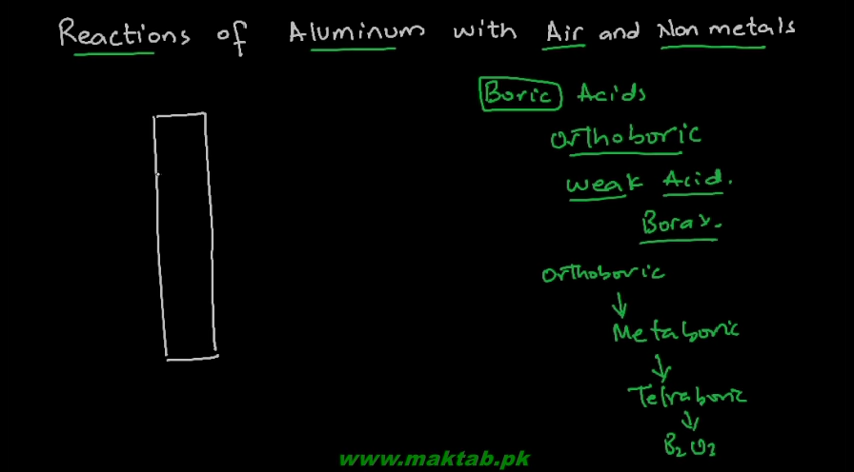 Reactions of Aluminum with Air and Non metals
Boric Acids
Orthoboric
weak Acid.
Borax.
Orthoboric
↓
Metaboric
↓
Tetraboric
↓
B2O3
www.maktab.pk